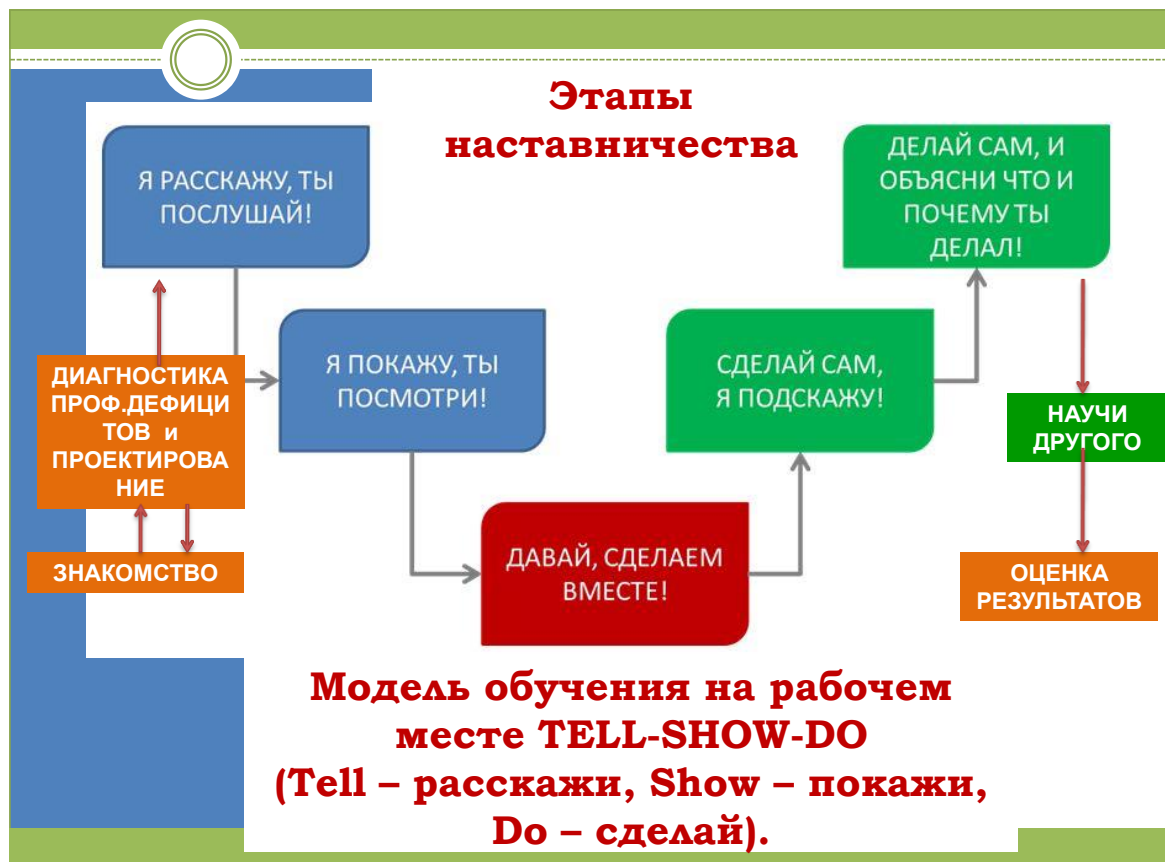 Этапы
наставничества
Я РАССКАЖУ, ТЫ
ПОСЛУШАЙ!
ДЕЛАЙ САМ, И
ОБЪЯСНИ ЧТО И
ПОЧЕМУ ТЫ
ДЕЛАЛ!
Я ПОКАЖУ, ТЫ
ПОСМОТРИ!
СДЕЛАЙ САМ,
Я ПОДСКАЖУ!
ДИАГНОСТИКА
ПРОФ.ДЕФИЦИ
ТОВ и
ПРОЕКТИРОВА
НИЕ
НАУЧИ
ДРУГОГО
ДАВАЙ, СДЕЛАЕМ
ВМЕСТЕ!
ЗНАКОМСТВО
ОЦЕНКА
РЕЗУЛЬТАТОВ
Модель обучения на рабочем
месте TELL-SHOW-DO
(Tell – расскажи, Show – покажи,
Do – сделай).